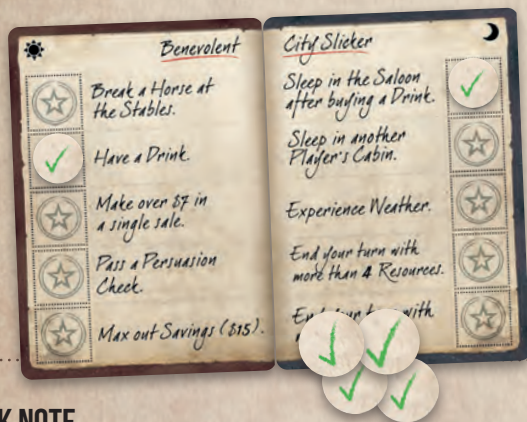 Benevolent
Break a Horse at
the Stables.
Have a Drink.
Make over $7 in
a single sale.
Pass a Persuasion
Check.
Max out Savings ($15).
City Slicker
Sleep in the Saloon
after buying a Drink.
Sleep in another
Player's Cabin.
Experience Weather.
End your turn with
more than 4 Resources.
with
NOTE